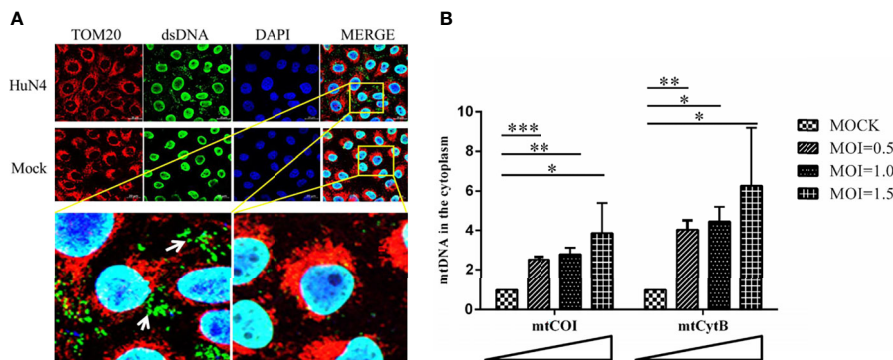 A
TOM20 dsDNA DAPI MERGE
HuN4
Mock
B
mtDNA in the cytoplasm
10
8
6
4
2
0
***
**
*
**
*
*
mtCOI
mtCytB
MOCK
MOI=0.5
MOI=1.0
MOI=1.5